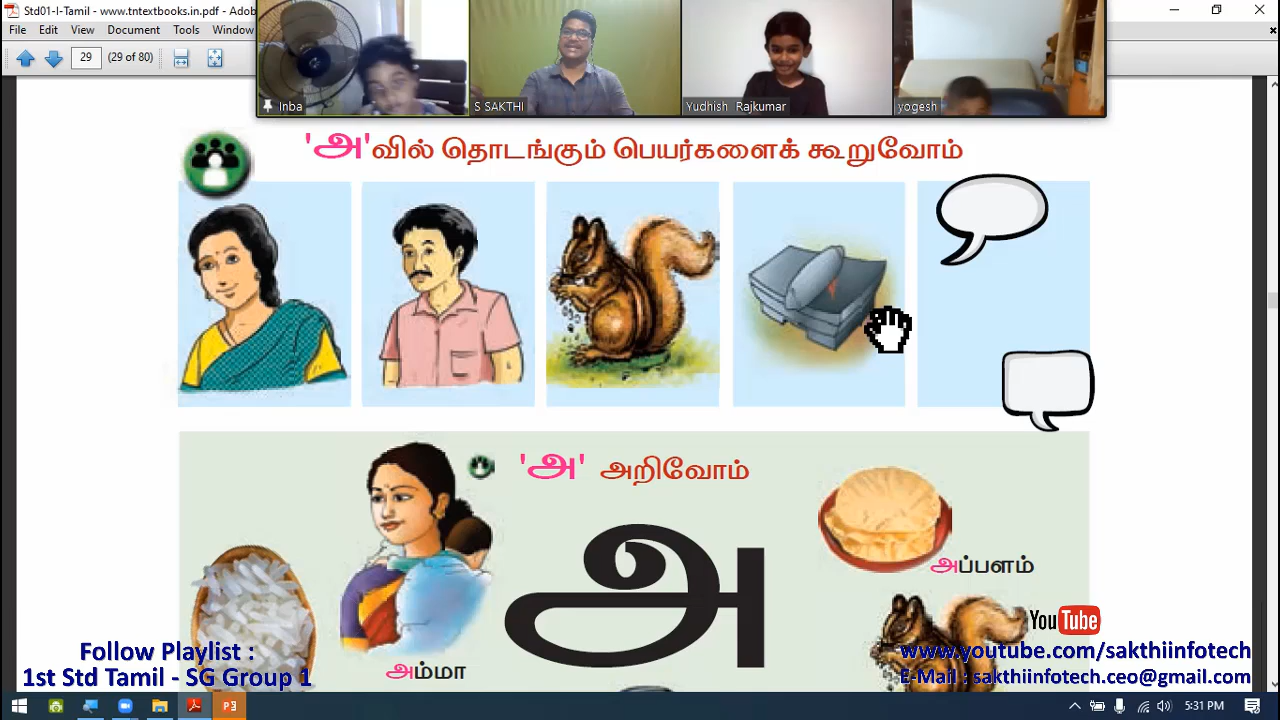 Std01-I-Tamil - www.tntextbooks.in.pdf -
File Edit View Document Tools Window
29 (29 of 80)
Inba
S SAKTHI
Yudhish Rajkumar
yogesh
'அ'வில் தொடங்கும் பெயர்களைக் கூறுவோம்
'அ' அறிவோம்
அ
அப்பளம்
அம்மா
YouTube
Follow Playlist :
1st Std Tamil - SG Group 1
www.youtube.com/sakthiinfotech
E-Mail : sakthiinfotech.ceo@gmail.com
5:31 PM